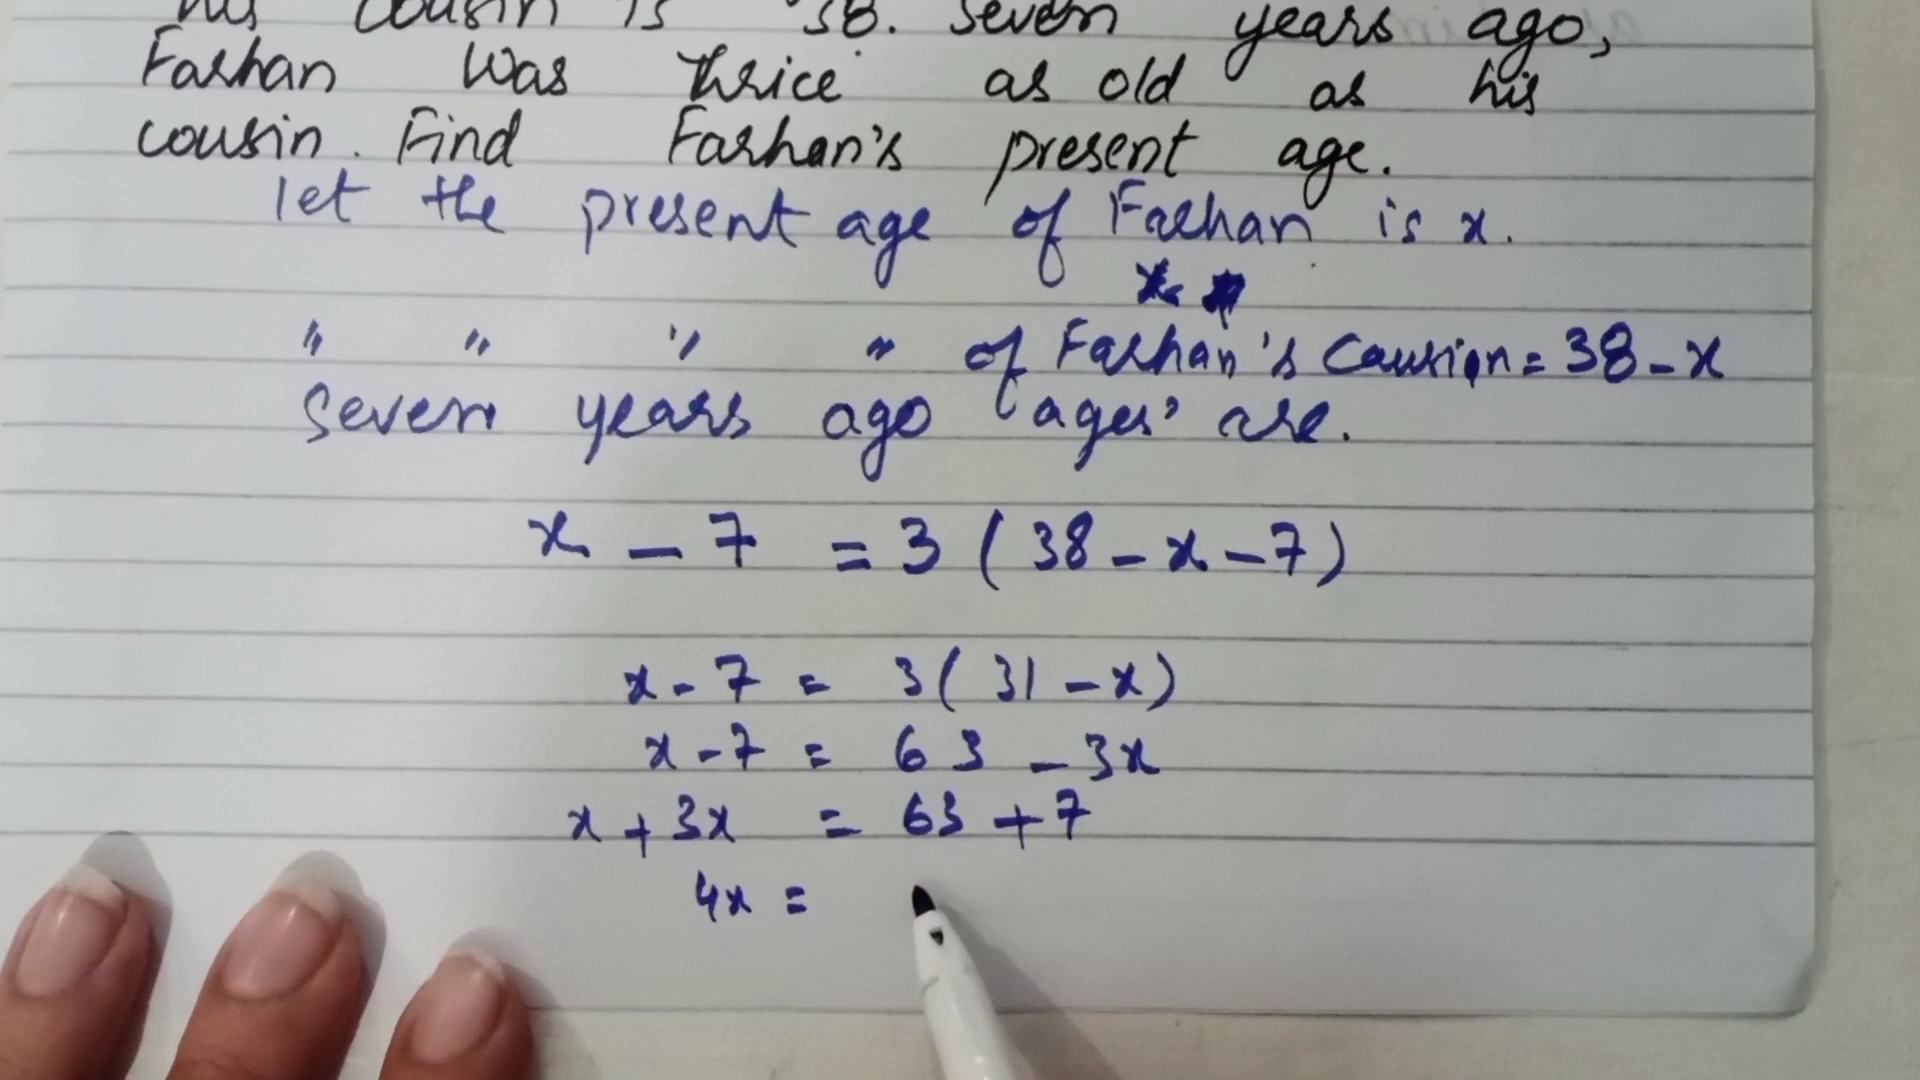 his cousin is 38. Seven years ago,
Farhan was thrice as old as his
cousin. Find Farhan's present age.
let the present age of Farhan is x.
x
" " " " of Farhan's Causion = 38 - x
Seven years ago 'ages' are.
x - 7 = 3 ( 38 - x - 7)
x - 7 = 3( 31 - x)
x - 7 = 63 - 3x
x + 3x = 63 + 7
4x =